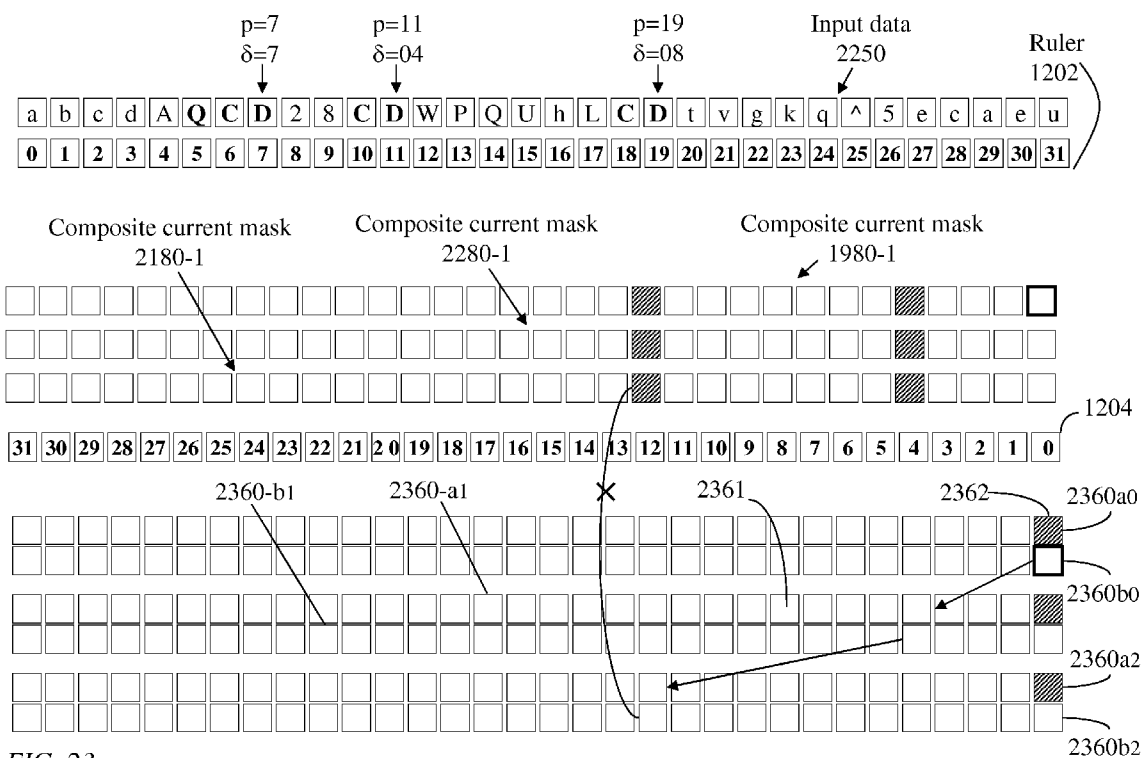 p=7 p=11 p=19 Input data
δ=7 δ=04 δ=08 2250
Ruler
1202
a b c d A Q C D 2 8 C D W P Q U h L C D t v g k q ^ 5 e c a e u
0 1 2 3 4 5 6 7 8 9 10 11 12 13 14 15 16 17 18 19 20 21 22 23 24 25 26 27 28 29 30 31
Composite current mask Composite current mask Composite current mask
2180-1 2280-1 1980-1
1204
31 30 29 28 27 26 25 24 23 22 21 2 0 19 18 17 16 15 14 13 12 11 10 9 8 7 6 5 4 3 2 1 0
2360-b1 2360-a1 2361 2362 2360a0
2360b0
2360a2
2360b2
FIG. 23